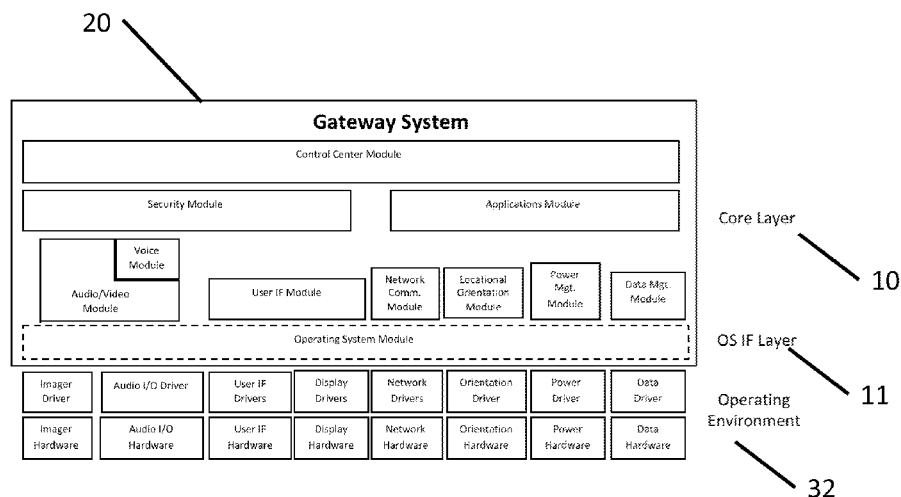 20
Gateway System
Control Center Module
Security Module
Applications Module
Core Layer
10
Voice
Module
Audio/Video
Module
User IF Module
Network
Comm.
Module
Locational
Orientation
Module
Power
Mgt.
Module
Data Mgt.
Module
Operating System Module
OS IF Layer
11
Imager
Driver
Audio I/O Driver
User IF
Drivers
Display
Drivers
Network
Drivers
Orientation
Driver
Power
Driver
Data
Driver
Operating
Environment
32
Imager
Hardware
Audio I/O
Hardware
User IF
Hardware
Display
Hardware
Network
Hardware
Orientation
Hardware
Power
Hardware
Data
Hardware